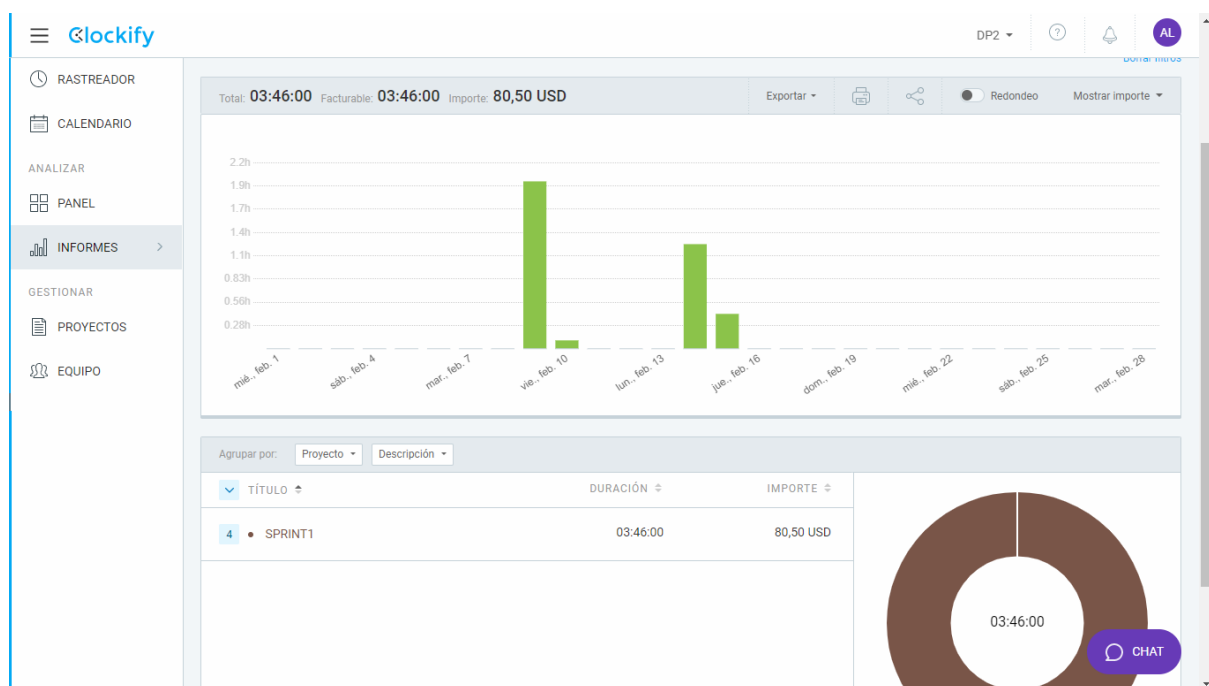 Clockify
DP2
?
AL
Borrar filtros
RASTREADOR
CALENDARIO
ANALIZAR
PANEL
INFORMES
GESTIONAR
PROYECTOS
EQUIPO
Total: 03:46:00 Facturable: 03:46:00 Importe: 80,50 USD
Exportar
Redondeo
Mostrar importe
2.2h
1.9h
1.7h
1.4h
1.1h
0.83h
0.56h
0.28h
mié., feb. 1
sáb., feb. 4
mar., feb. 7
vie., feb. 10
lun., feb. 13
jue., feb. 16
dom., feb. 19
mié., feb. 22
sáb., feb. 25
mar., feb. 28
Agrupar por: Proyecto Descripción
TÍTULO DURACIÓN IMPORTE
4 SPRINT1 03:46:00 80,50 USD
03:46:00
CHAT